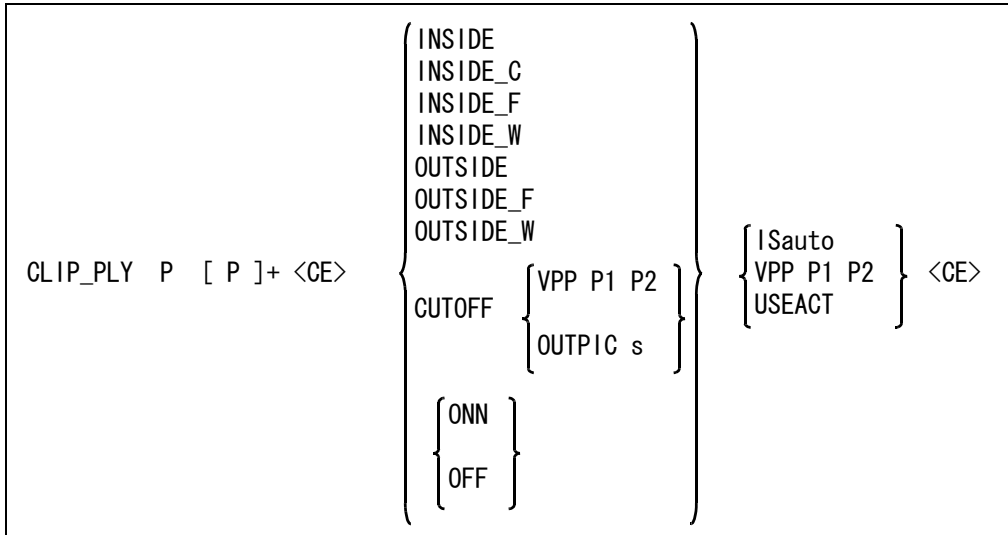 INSIDE
INSIDE_C
INSIDE_F
INSIDE_W
OUTSIDE
OUTSIDE_F
OUTSIDE_W
CLIP_PLY P [ P ]+ <CE>
CUTOFF
VPP P1 P2
OUTPIC s
ONN
OFF
ISauto
VPP P1 P2
USEACT
<CE>